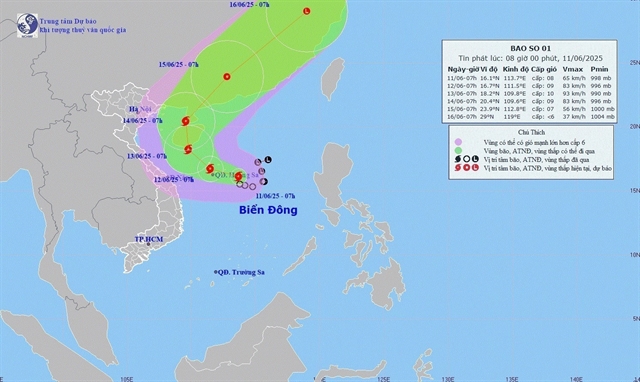 Trung tâm Dự báo
Khí tượng thuỷ văn quốc gia
16/06/25 - 07h
BAO SO 01
Tin phát lúc: 08 giờ 00 phút, 11/06/2025
Ngày-giờ Vĩ độ Kinh độ Cấp gió Vmax Pmin
11/06-07h 16.1°N 113.7°E cấp: 08 65 km/h 998 mb
12/06-07h 16.7°N 111.5°E cấp: 09 83 km/h 996 mb
13/06-07h 18.2°N 109.8°E cấp: 10 93 km/h 990 mb
14/06-07h 20.4°N 109.6°E cấp: 09 83 km/h 996 mb
15/06-07h 23.9°N 112.8°E cấp: 07 56 km/h 1000 mb
16/06-07h 29°N 119°E cấp: <6 37 km/h 1004 mb
Chú Thích
Vùng có thể có gió mạnh lớn hơn cấp 6
Vùng bão, ATNĐ, vùng thấp có thể đi qua
Vị trí tâm bão, ATNĐ, vùng thấp đã qua
Vị trí tâm bão, ATNĐ, vùng thấp hiện tại, dự báo
15/06/25 - 07h
Hà Nội
14/06/25 - 07h
13/06/25 - 07h
12/06/25 - 07h
QĐ. Hoàng Sa
11/06/25 - 07h
Biển Đông
TP.HCM
QĐ. Trường Sa
25N
20N
15N
10N
5N
105E
110E
115E
120E
125E
130E
135E
140E